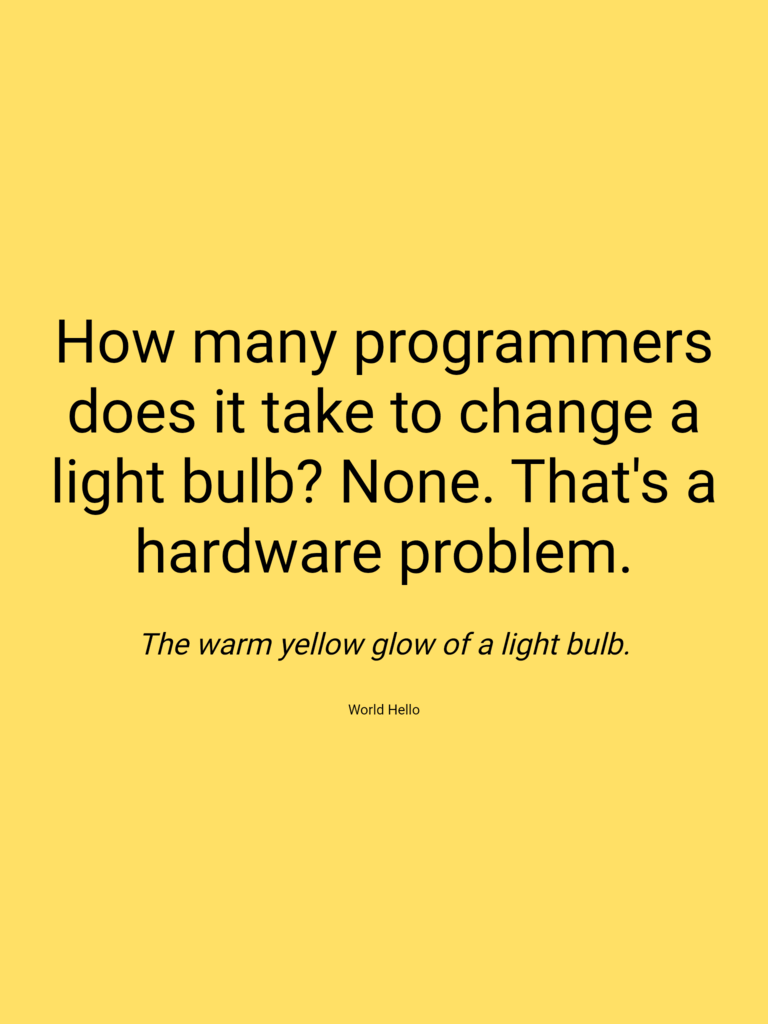 How many programmers
does it take to change a
light bulb? None. That's a
hardware problem.
The warm yellow glow of a light bulb.
World Hello